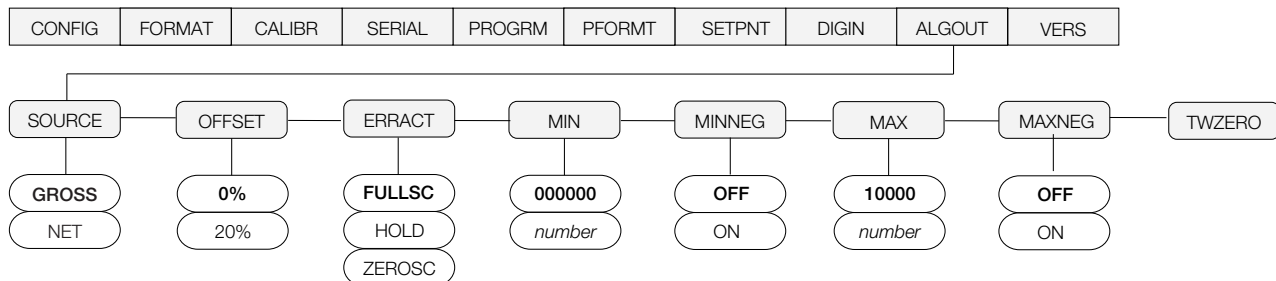 CONFIG FORMAT CALIBR SERIAL PROGRM PFORMT SETPNT DIGIN ALGOUT VERS
SOURCE OFFSET ERRACT MIN MINNEG MAX MAXNEG TWZERO
GROSS 0% FULLSC 000000 OFF 10000 OFF
NET 20% HOLD number ON number ON
ZEROSC